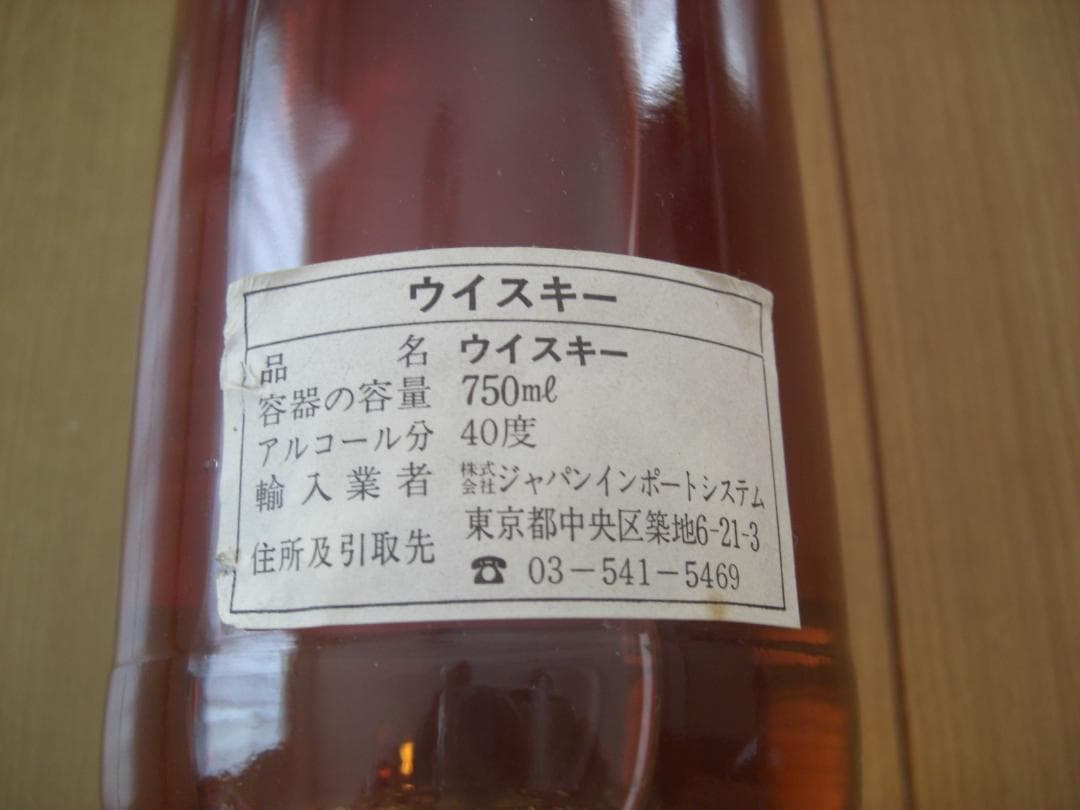 ウイスキー
品名 ウイスキー
容器の容量 750mℓ
アルコール分 40度
輸入業者 株式会社ジャパンインポートシステム
住所及引取先 東京都中央区築地6-21-3
☎ 03-541-5469